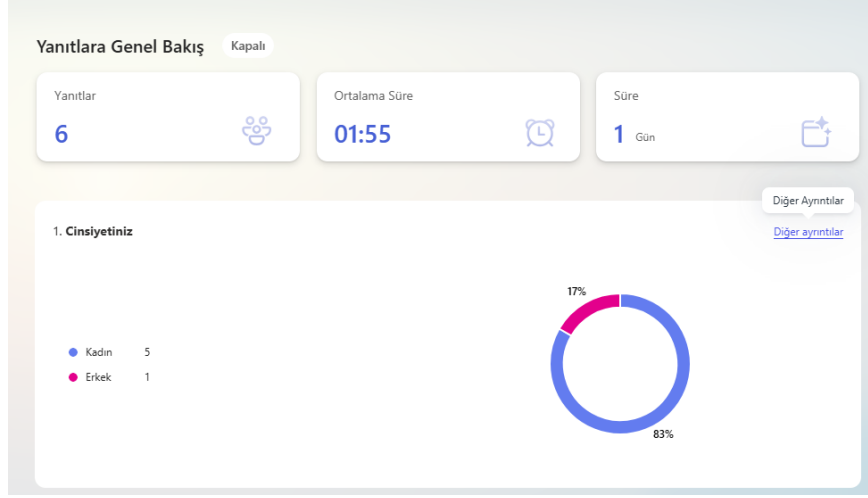 Yanıtlara Genel Bakış Kapalı
Yanıtlar
6
Ortalama Süre
01:55
Süre
1 Gün
Diğer Ayrıntılar
1. Cinsiyetiniz
Diğer ayrıntılar
Kadın 5
Erkek 1
17%
83%